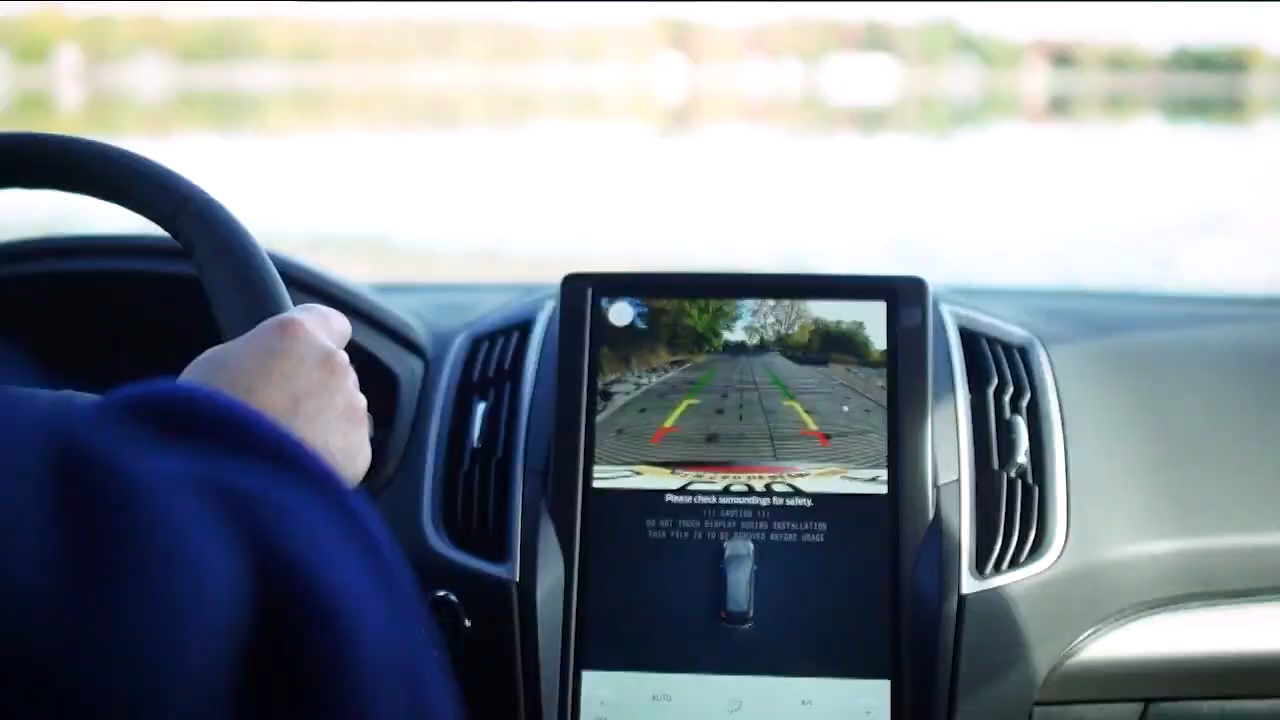 Please check surroundings for safety.
!!! CAUTION !!!
DO NOT TOUCH DISPLAY DURING INSTALLATION
THIS FILM IS TO BE REMOVED BEFORE USAGE
AUTO